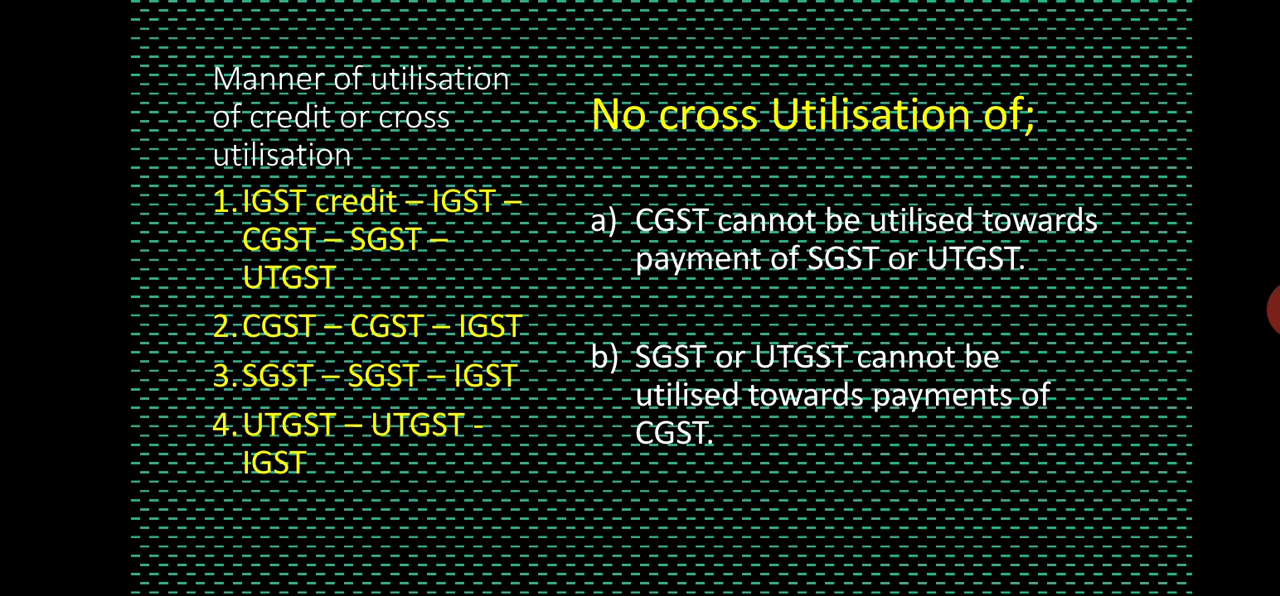 Manner of utilisation
of credit or cross
utilisation
1. IGST credit – IGST –
CGST – SGST –
UTGST
2. CGST – CGST – IGST
3. SGST – SGST – IGST
4. UTGST – UTGST -
IGST
No cross Utilisation of;
a) CGST cannot be utilised towards
payment of SGST or UTGST.
b) SGST or UTGST cannot be
utilised towards payments of
CGST.